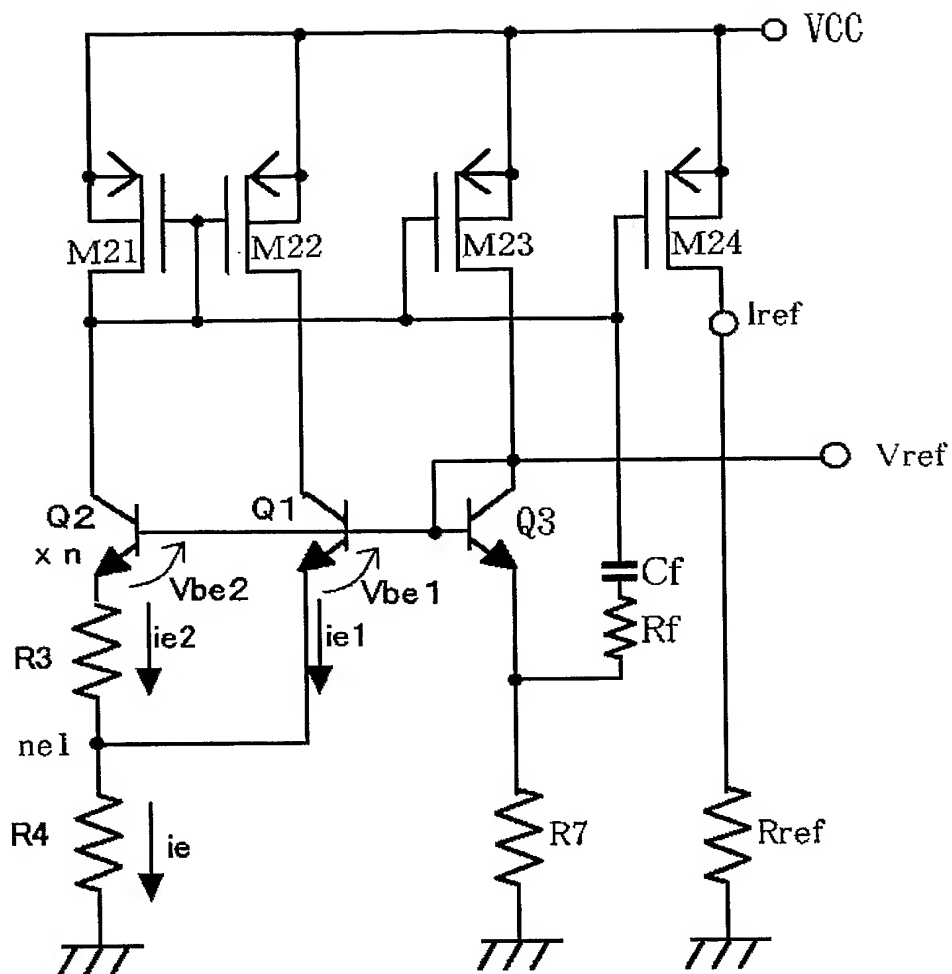 VCC
M21
M22
M23
M24
Iref
Vref
Q2
x n
Q1
Q3
Vbe2
Vbe1
Cf
Rf
R3
ie2
ie1
ne1
R4
ie
R7
Rref